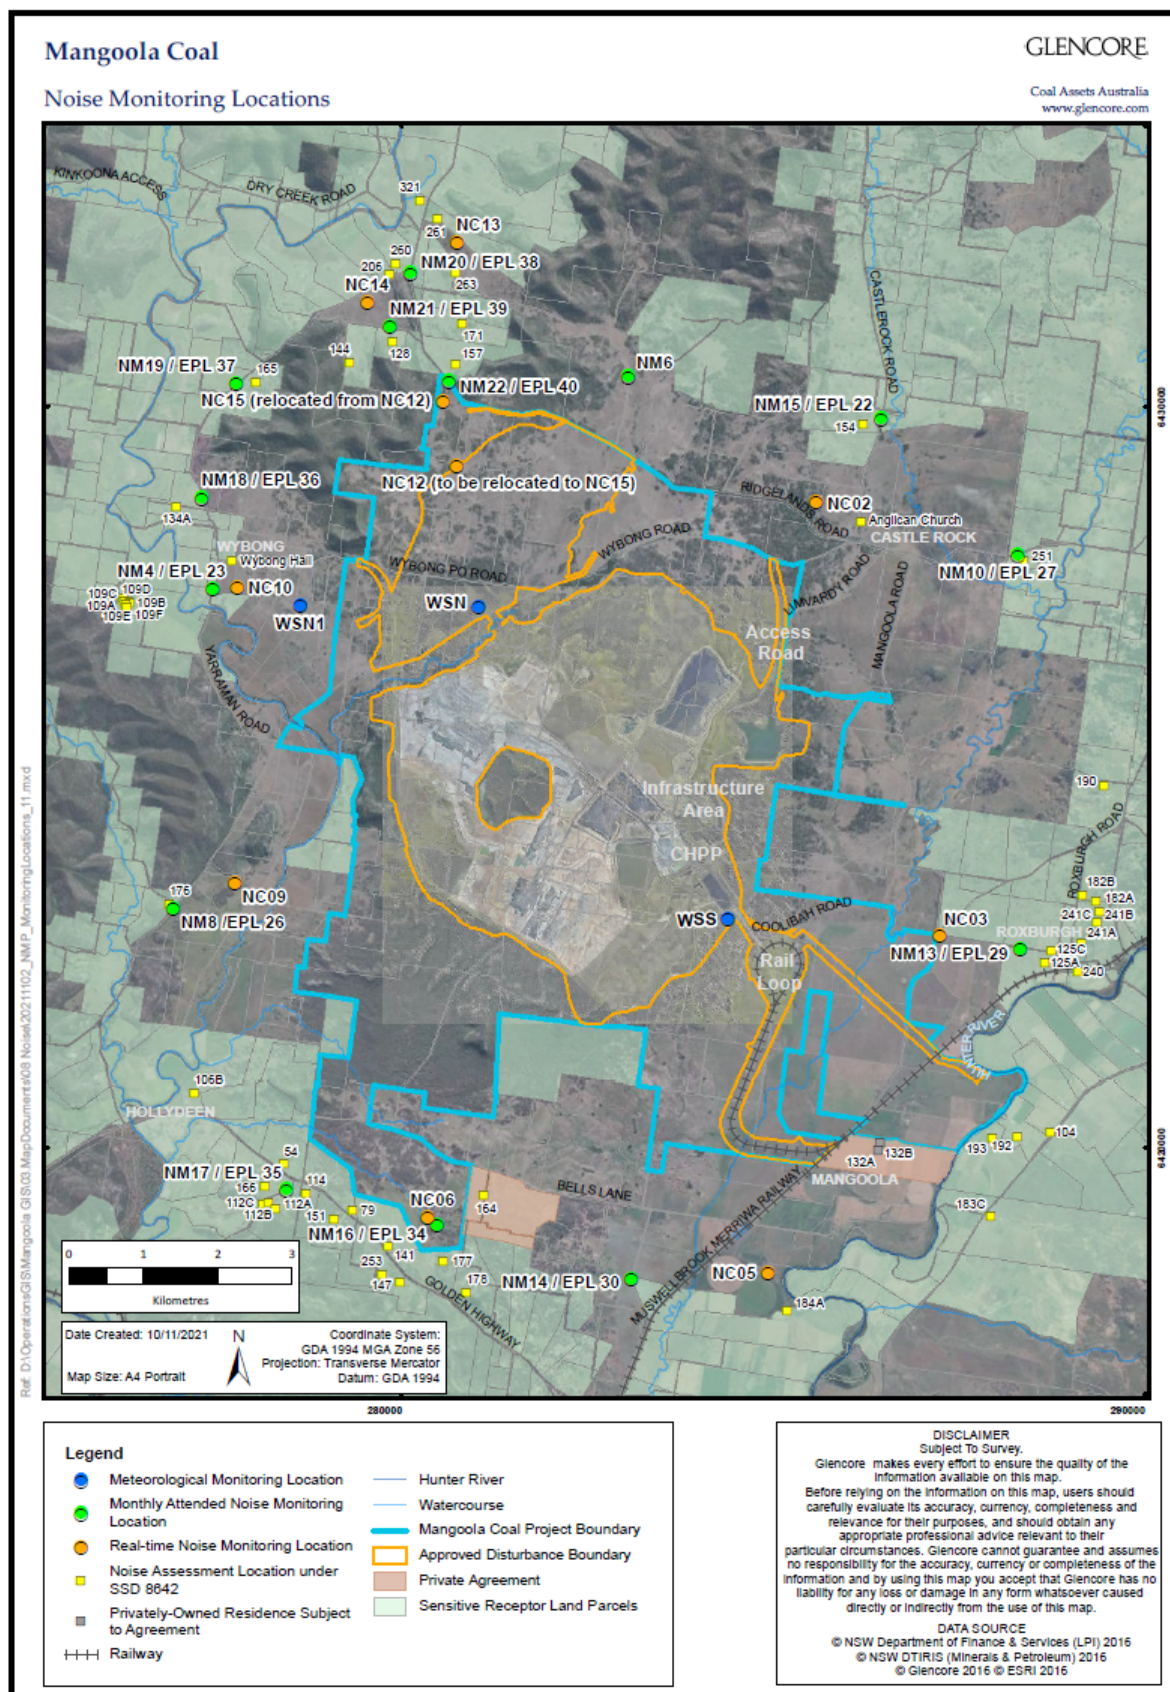 Mangoola Coal
GLENCORE
Noise Monitoring Locations
Coal Assets Australia
www.glencore.com
KINKOONA ACCESS
DRY CREEK ROAD
321
261
NC13
260
206
NM20 / EPL 38
263
NC14
NM21 / EPL 39
171
128
144
157
NM19 / EPL 37
165
NM22 / EPL 40
NM6
NC15 (relocated from NC12)
CASTLEROCK ROAD
NM15 / EPL 22
154
6430000
NC12 (to be relocated to NC15)
NM18 / EPL 36
134A
RIDGELANDS ROAD
NC02
Anglican Church
CASTLE ROCK
WYBONG ROAD
WYBONG
Wybong Hall
WYBONG PO ROAD
251
NM10 / EPL 27
NM4 / EPL 23
NC10
109C
109D
109A
109B
109E
109F
WSN1
WSN
LIMVARDY ROAD
MANGOOLA ROAD
Access
Road
YARRAMAN ROAD
Infrastructure
Area
190
CHPP
ROXBURGH ROAD
176
NC09
NM8 /EPL 26
WSS
COOLIBAH ROAD
182B
182A
241C
241B
241A
NC03
ROXBURGH
NM13 / EPL 29
125C
125A
240
Rail
Loop
HUNTER RIVER
106B
HOLLYDEEN
104
193
192
132B
132A
MANGOOLA
54
NM17 / EPL 35
166
114
112C
112A
112B
151
79
NC06
164
BELLS LANE
183C
NM16 / EPL 34
141
177
253
147
178
GOLDEN HIGHWAY
NM14 / EPL 30
NC05
184A
MUSWELLBROOK MERRIWA RAILWAY
6420000
0 1 2 3
Kilometres
Date Created: 10/11/2021
N
Coordinate System:
GDA 1994 MGA Zone 56
Projection: Transverse Mercator
Datum: GDA 1994
Map Size: A4 Portrait
280000
290000
Ref: D:\OperationsGIS\Mangoola GIS\03 MapDocuments\08 Noise\20211102_NMP_MonitoringLocations_11.mxd
Legend
Meteorological Monitoring Location
Monthly Attended Noise Monitoring
Location
Real-time Noise Monitoring Location
Noise Assessment Location under
SSD 8642
Privately-Owned Residence Subject
to Agreement
Railway
Hunter River
Watercourse
Mangoola Coal Project Boundary
Approved Disturbance Boundary
Private Agreement
Sensitive Receptor Land Parcels
DISCLAIMER
Subject To Survey.
Glencore makes every effort to ensure the quality of the
information available on this map.
Before relying on the information on this map, users should
carefully evaluate its accuracy, currency, completeness and
relevance for their purposes, and should obtain any
appropriate professional advice relevant to their
particular circumstances. Glencore cannot guarantee and assumes
no responsibility for the accuracy, currency or completeness of the
information and by using this map you accept that Glencore has no
liability for any loss or damage in any form whatsoever caused
directly or indirectly from the use of this map.
DATA SOURCE
© NSW Department of Finance & Services (LPI) 2016
© NSW DTIRIS (Minerals & Petroleum) 2016
© Glencore 2016 © ESRI 2016